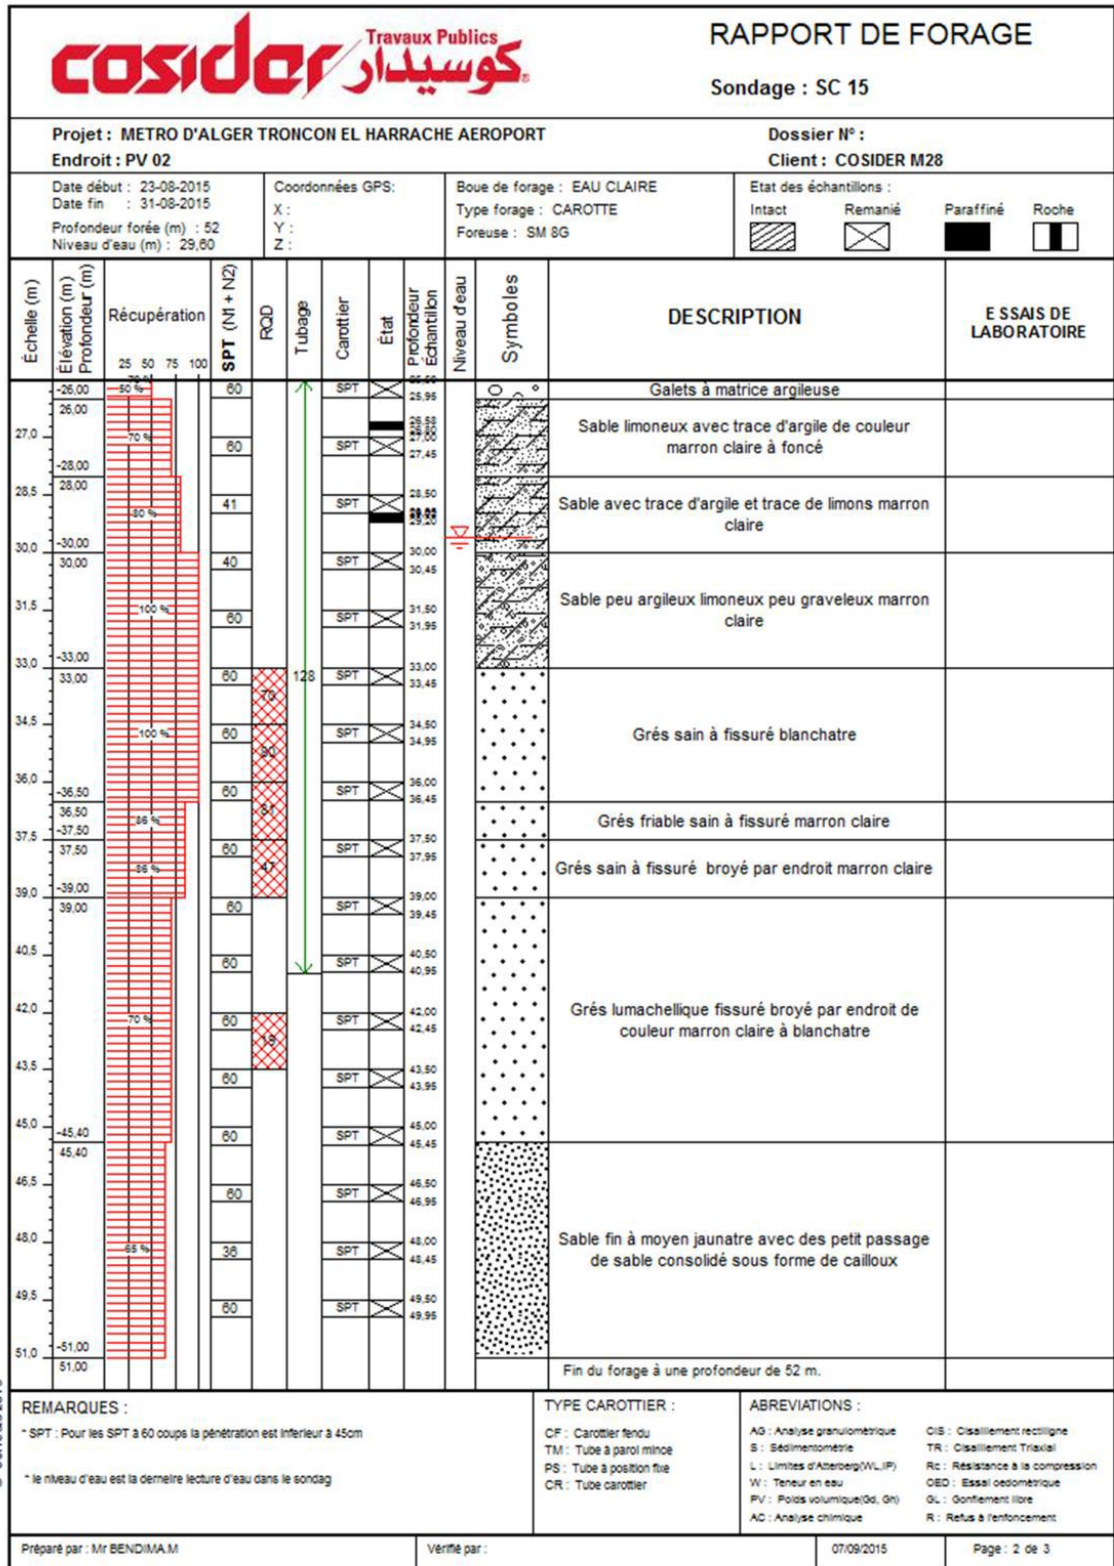 cosider
Travaux Publics
كوسيدار
RAPPORT DE FORAGE
Sondage : SC 15
Projet : METRO D'ALGER TRONCON EL HARRACHE AEROPORT
Endroit : PV 02
Dossier Nº :
Client : COSIDER M28
Date début : 23-08-2015
Date fin : 31-08-2015
Profondeur forée (m) : 52
Niveau d'eau (m) : 29,60
Coordonnées GPS:
X :
Y :
Z :
Boue de forage : EAU CLAIRE
Type forage : CAROTTE
Foreuse : SM 8G
Etat des échantillons :
Intact Remanié Paraffiné Roche
Échelle (m)
Élévation (m)
Profondeur (m)
Récupération
25 50 75 100
SPT (N1 + N2)
RQD
Tubage
Carottier
État
Profondeur
Échantillon
Niveau d'eau
Symboles
DESCRIPTION
ESSAIS DE
LABORATOIRE
-26,00 50 % 60 SPT 25,95 Galets à matrice argileuse
26,00
27,0 70 % 60 SPT 27,00 27,45
Sable limoneux avec trace d'argile de couleur
marron claire à foncé
-28,00
28,00
28,5 80 % 41 SPT 28,50 29,20
Sable avec trace d'argile et trace de limons marron
claire
30,0 -30,00
30,00 40 SPT 30,00 30,45
31,5 100 % 60 SPT 31,50 31,95
Sable peu argileux limoneux peu graveleux marron
claire
33,0 -33,00
33,00 60 128 SPT 33,00 33,45
34,5 100 % 60 SPT 34,50 34,95
Grés sain à fissuré blanchatre
36,0 -36,50 60 SPT 36,00 36,45
36,50 86 % Grés friable sain à fissuré marron claire
-37,50
37,5 37,50 60 47 SPT 37,50 37,95
86 % Grés sain à fissuré broyé par endroit marron claire
39,0 -39,00
39,00 60 SPT 39,00 39,45
40,5 60 SPT 40,50 40,95
42,0 70 % 60 SPT 42,00 42,45
Grés lumachellique fissuré broyé par endroit de
couleur marron claire à blanchatre
43,5 60 SPT 43,50 43,95
45,0 -45,40 60 SPT 45,00 45,45
45,40
46,5 60 SPT 46,50 46,95
48,0 65 % 36 SPT 48,00 48,45
Sable fin à moyen jaunatre avec des petit passage
de sable consolidé sous forme de cailloux
49,5 60 SPT 49,50 49,95
51,0 -51,00
51,00
Fin du forage à une profondeur de 52 m.
REMARQUES :
* SPT : Pour les SPT à 60 coups la pénétration est inferieur à 45cm
* le niveau d'eau est la derneire lecture d'eau dans le sondag
TYPE CAROTTIER :
CF : Carottier fendu
TM : Tube à parol mince
PS : Tube à position fixe
CR : Tube carottier
ABREVIATIONS :
AG : Analyse granulométrique
S : Sédimentométrie
L : Limites d'Atterberg(WL,IP)
W : Teneur en eau
PV : Poids volumique(Gd, Gh)
AC : Analyse chimique
CIS : Cisaillement rectiligne
TR : Cisaillement Triaxial
Rc : Résistance à la compression
OED : Essai oedométrique
GL : Gonflement libre
R : Refus à l'enfoncement
Préparé par : Mr BENDIMA.M
Vérifié par :
07/09/2015
Page : 2 de 3